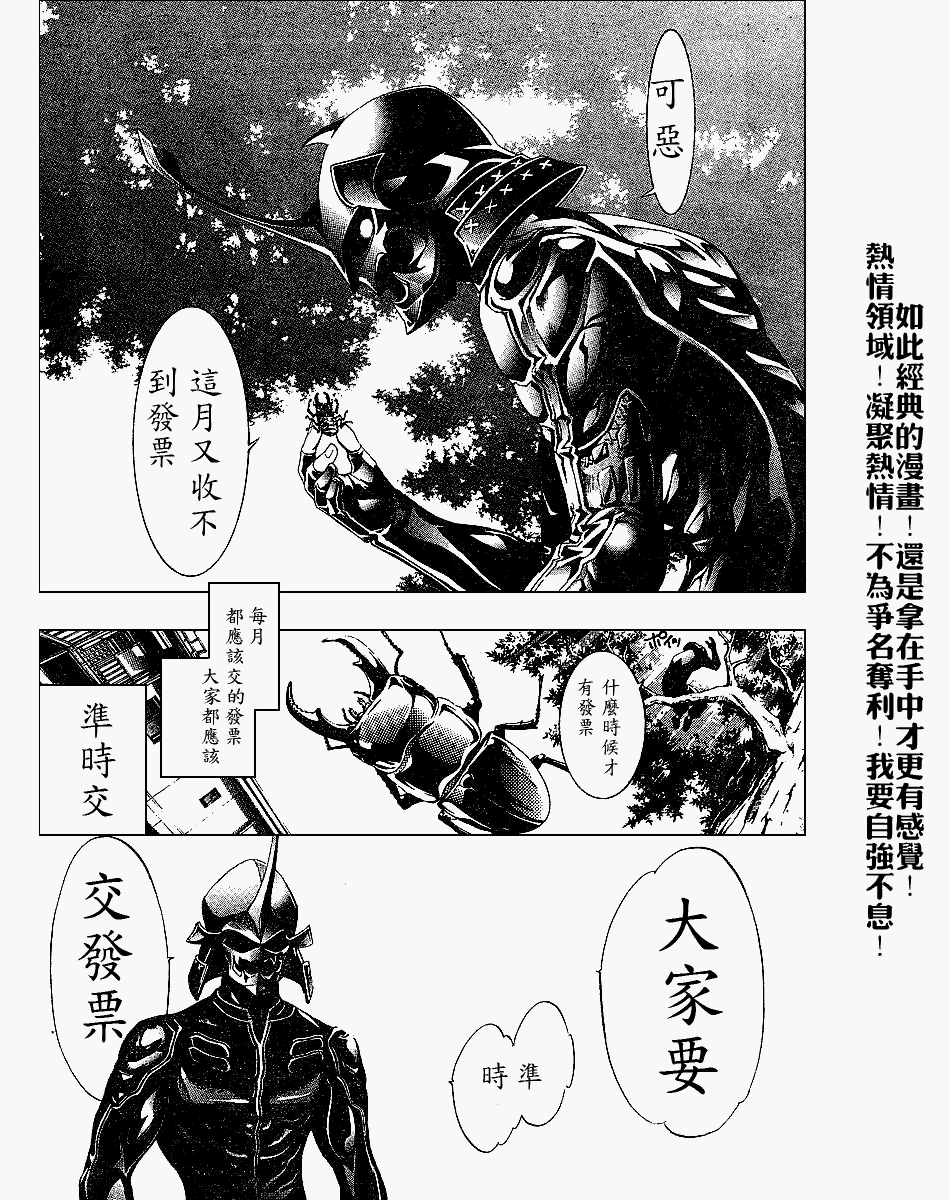 可惡
這月又收不
到發票
什麼時候才
有發票
每月
都應該交的發票
大家都應該
準時交
大家要
準時
交發票
如此經典的漫畫！還是拿在手中才更有感覺！
熱情領域！凝聚熱情！不為爭名奪利！我要自強不息！